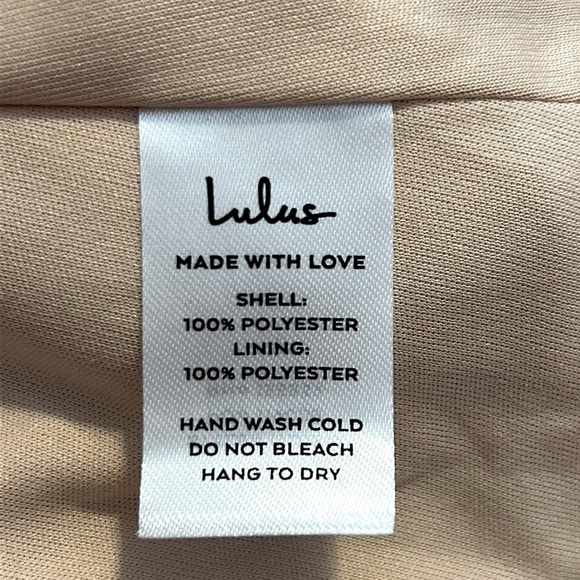 Lulus
MADE WITH LOVE
SHELL:
100% POLYESTER
LINING:
100% POLYESTER
HAND WASH COLD
DO NOT BLEACH
HANG TO DRY